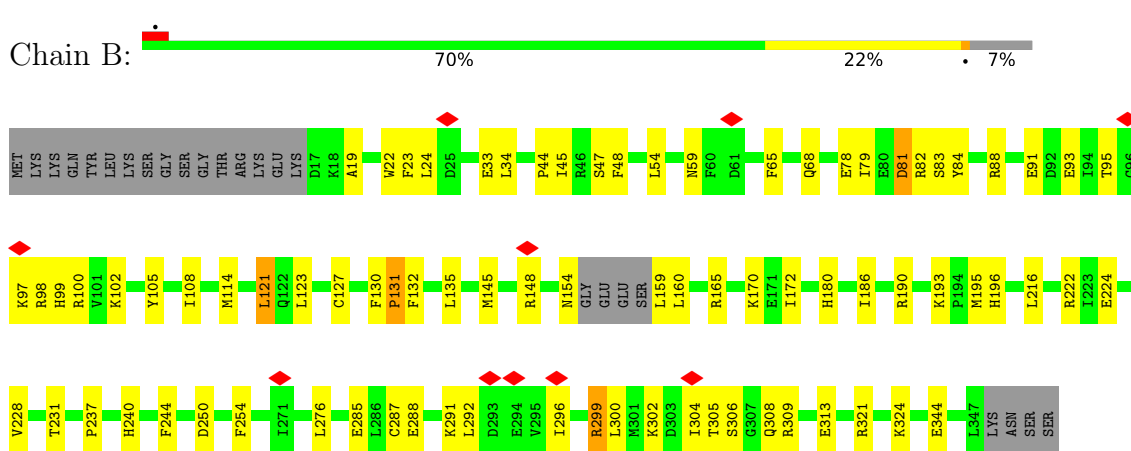 Chain B:
70% 22% • 7%
MET LYS LYS GLN TYR LEU LYS SER GLY SER SER GLY THR ARG LYS GLU LYS D17 K18 A19 W22 F23 L24 D25 E33 L34 P44 I45 R46 S47 F48 L54 N59 F60 D61 F65 Q68 E78 I79 E80 D81 R82 S83 Y84 R88 E91 D92 E93 I94 T95 G96
K97 R98 H99 R100 V101 K102 Y105 I108 M114 L121 Q122 L123 C127 F130 P131 F132 L135 M145 R148 N154 GLY GLU GLU SER L159 L160 R165 K170 E171 I172 H180 I186 R190 K193 P194 M195 H196 L216 R222 I223 E224
V228 T231 P237 H240 F244 D250 F254 I271 L276 E285 L286 C287 E288 K291 L292 D293 E294 V295 I296 R299 L300 M301 K302 D303 I304 T305 S306 G307 Q308 R309 E313 R321 K324 E344 L347 LYS ASN SER SER